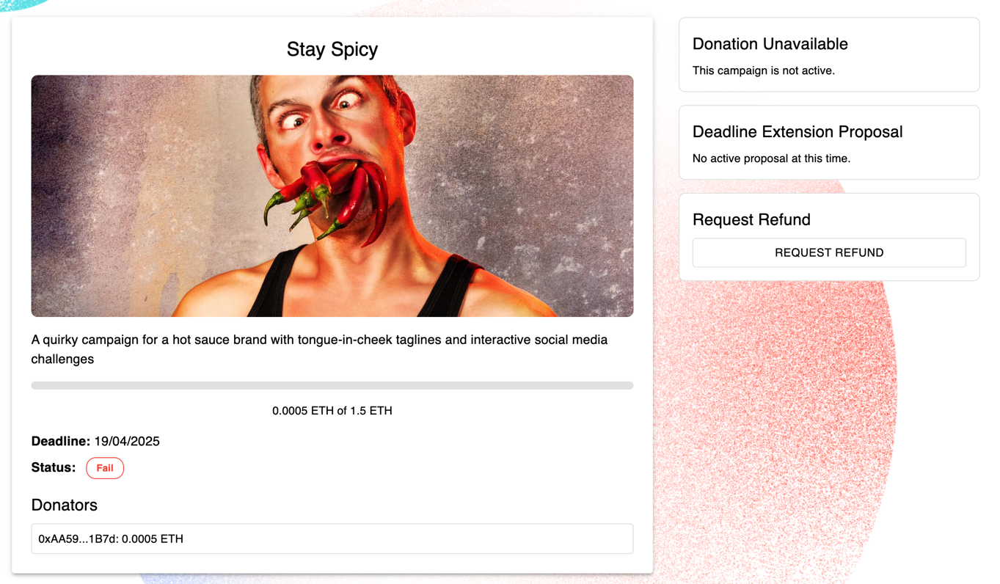 Stay Spicy
A quirky campaign for a hot sauce brand with tongue-in-cheek taglines and interactive social media
challenges
0.0005 ETH of 1.5 ETH
Deadline: 19/04/2025
Status: Fail
Donators
0xAA59...1B7d: 0.0005 ETH
Donation Unavailable
This campaign is not active.
Deadline Extension Proposal
No active proposal at this time.
Request Refund
REQUEST REFUND